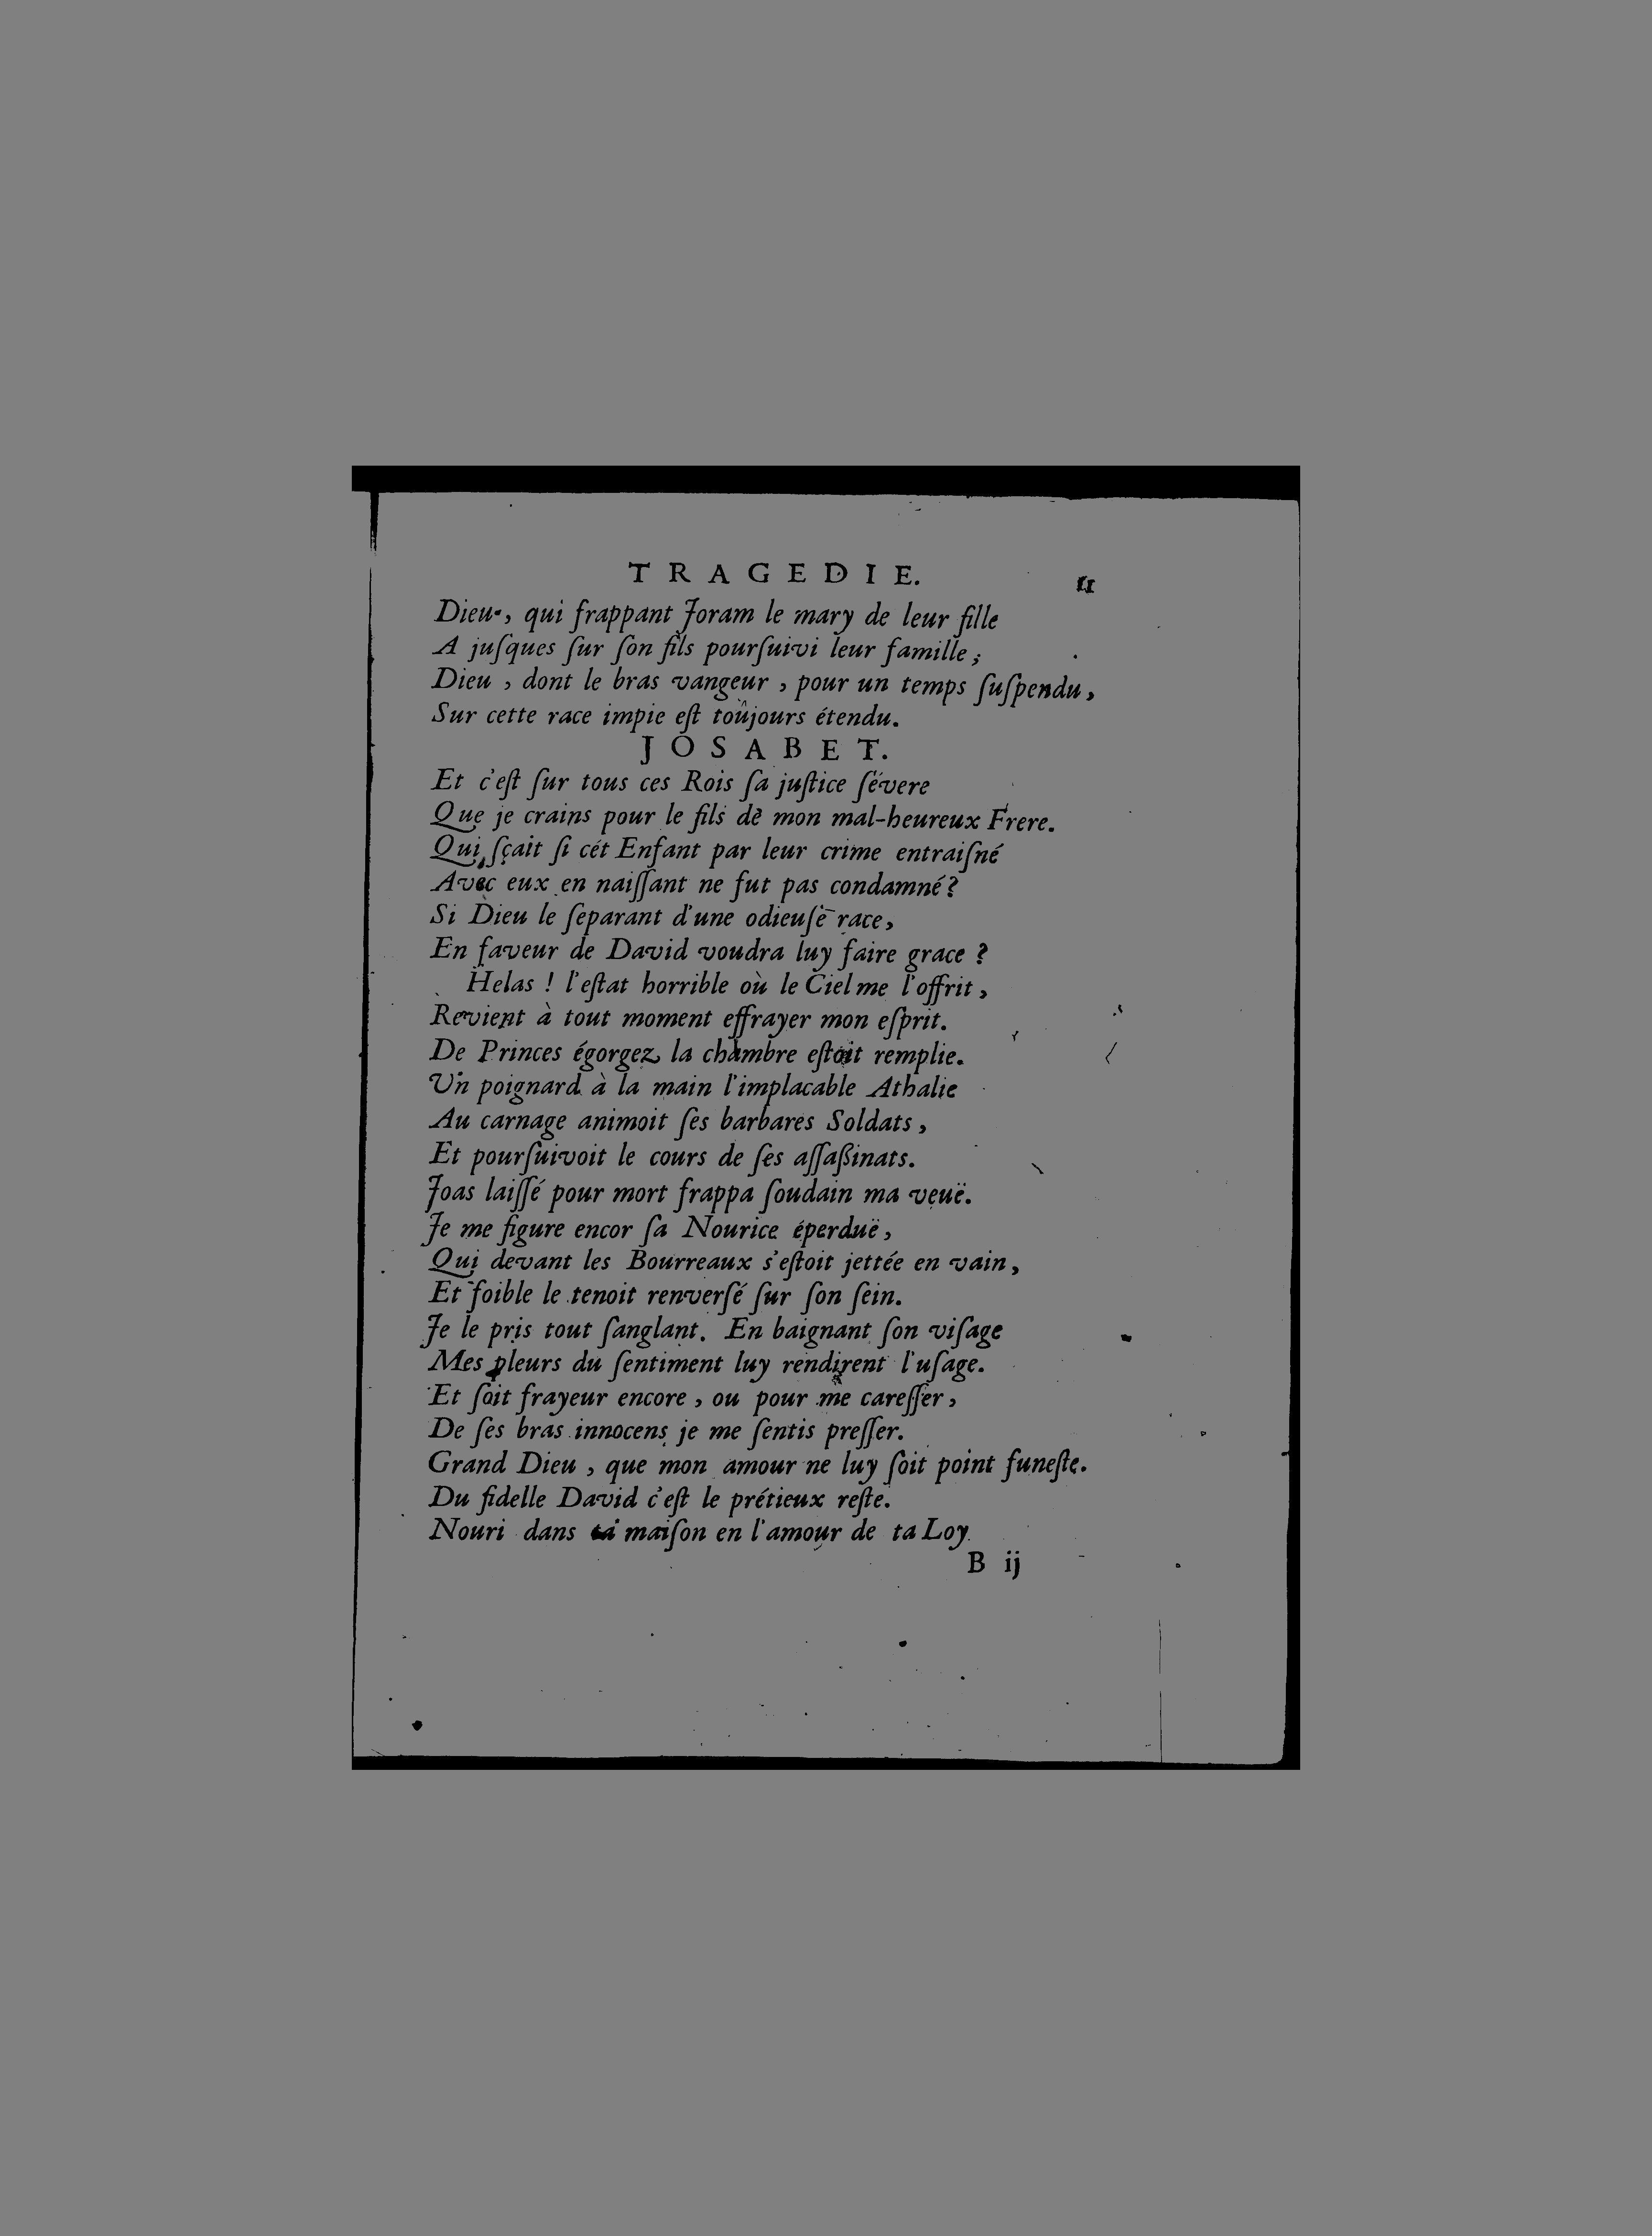 TRAGEDIE. 11
Dieu, qui frappant Joram le mary de leur fille
A juſques ſur ſon fils pourſuivi leur famille;
Dieu, dont le bras vangeur, pour un temps ſuſpendu,
Sur cette race impie eſt toûjours étendu.
JOSABET.
Et c'eſt ſur tous ces Rois ſa juſtice ſévere
Que je crains pour le fils de mon mal-heureux Frere.
Qui ſçait ſi cét Enfant par leur crime entraiſné
Avec eux en naiſſant ne fut pas condamné?
Si Dieu le ſeparant d'une odieuſe race,
En faveur de David voudra luy faire grace?
Helas! l'eſtat horrible où le Ciel me l'offrit,
Revient à tout moment effrayer mon eſprit.
De Princes égorgez la chambre eſtoit remplie.
Un poignard à la main l'implacable Athalie
Au carnage animoit ſes barbares Soldats,
Et pourſuivoit le cours de ſes aſſaßinats.
Joas laiſſé pour mort frappa ſoudain ma veuë.
Je me figure encor ſa Nourice éperduë,
Qui devant les Bourreaux s'eſtoit jettée en vain,
Et foible le tenoit renverſé ſur ſon ſein.
Je le pris tout ſanglant. En baignant ſon viſage
Mes pleurs du ſentiment luy rendirent l'uſage.
Et ſoit frayeur encore, ou pour me careſſer,
De ſes bras innocens je me ſentis preſſer.
Grand Dieu, que mon amour ne luy ſoit point funeſte.
Du fidelle David c'eſt le prétieux reſte.
Nouri dans ta maiſon en l'amour de ta Loy
B ij